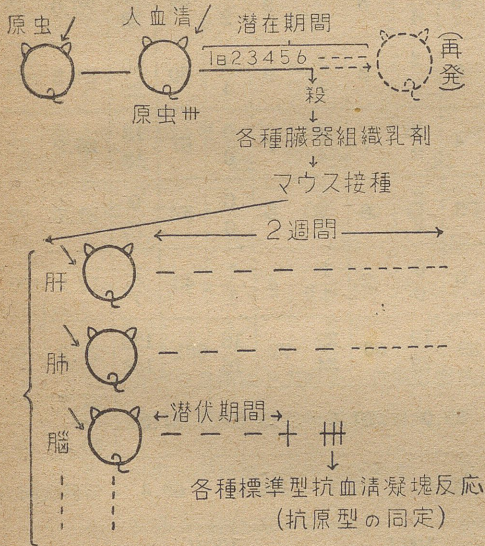 原虫
人血清
潜在期間
1日23456
(再発)
原虫卅
殺
各種臓器組織乳剤
マウス接種
2週間
肝
肺
脳
潜伏期間
+ 卅
各種標準型抗血清凝塊反応
(抗原型の同定)